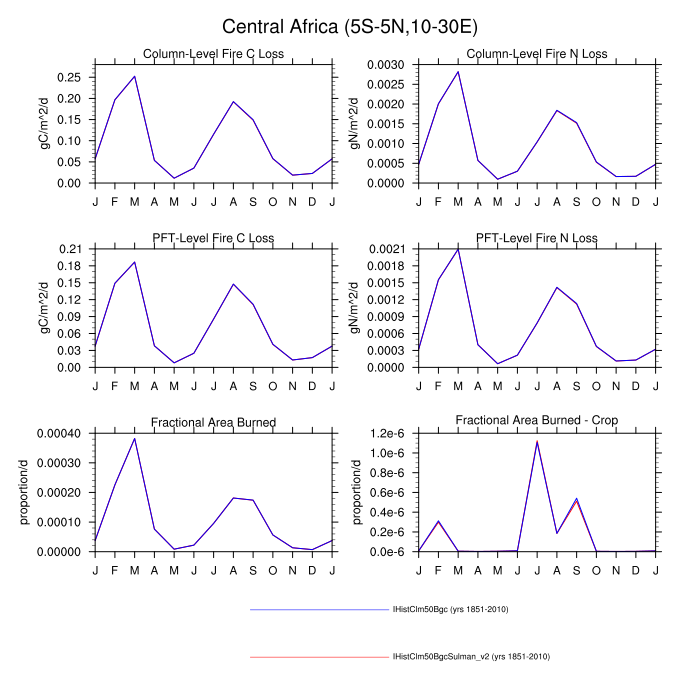 Central Africa (5S-5N,10-30E)
Column-Level Fire C Loss
gC/m^2/d
0.25
0.20
0.15
0.10
0.05
0.00
J F M A M J J A S O N D J
Column-Level Fire N Loss
gN/m^2/d
0.0030
0.0025
0.0020
0.0015
0.0010
0.0005
0.0000
J F M A M J J A S O N D J
PFT-Level Fire C Loss
gC/m^2/d
0.21
0.18
0.15
0.12
0.09
0.06
0.03
0.00
J F M A M J J A S O N D J
PFT-Level Fire N Loss
gN/m^2/d
0.0021
0.0018
0.0015
0.0012
0.0009
0.0006
0.0003
0.0000
J F M A M J J A S O N D J
Fractional Area Burned
proportion/d
0.00040
0.00030
0.00020
0.00010
0.00000
J F M A M J J A S O N D J
Fractional Area Burned - Crop
proportion/d
1.2e-6
1.0e-6
0.8e-6
0.6e-6
0.4e-6
0.2e-6
0.0e-6
J F M A M J J A S O N D J
IHistClm50Bgc (yrs 1851-2010)
IHistClm50BgcSulman_v2 (yrs 1851-2010)